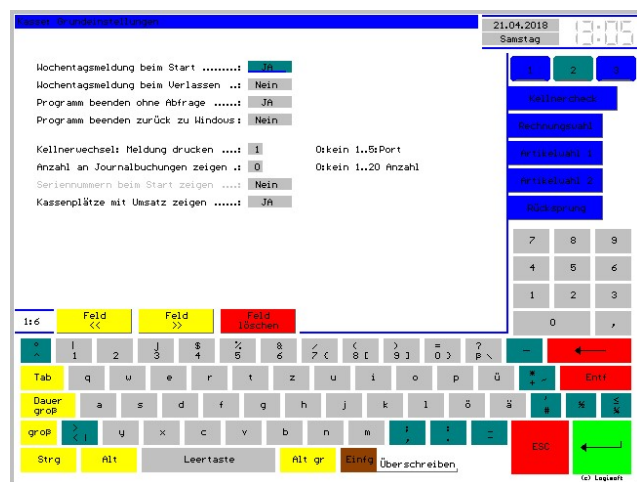 Kassen Grundeinstellungen
21.04.2018
Samstag
13:05
Wochentagsmeldung beim Start ........: JA
Wochentagsmeldung beim Verlassen ..: Nein
Programm beenden ohne Abfrage ......: JA
Programm beenden zurück zu Windows: Nein
Kellnerwechsel: Meldung drucken ....: 1 0:kein 1..5:Port
Anzahl an Journalbuchungen zeigen .: 0 0:kein 1..20 Anzahl
Seriennummern beim Start zeigen ....: Nein
Kassenplätze mit Umsatz zeigen ......: JA
1 2 3
Kellnercheck
Rechnungswahl
Artikelwahl 1
Artikelwahl 2
Rücksprung
7 8 9
4 5 6
1 2 3
0 ,
1:6
Feld <<
Feld >>
Feld löschen
° ! J $ % & / ( ) = ?
^ 1 2 3 4 5 6 7 { 8 [ 9 ] 0 } ß \
Tab q w e r t z u i o p ü * + ~ Entf
Dauer groß a s d f g h j k l ö ä ' #
groß > < | y x c v b n m ; , : . _ -
Strg Alt Leertaste Alt gr Einfg Überschreiben
ESC
(c) Logisoft